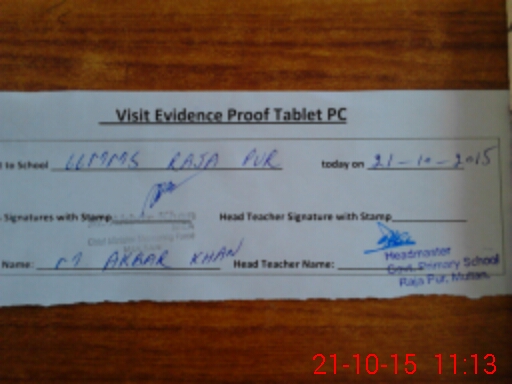 Visit Evidence Proof Tablet PC
t to School GCMMS RAJA PUR today on 21-10-2015
Signatures with Stamp Head Teacher Signature with Stamp
Name: M AKBAR KHAN Head Teacher Name:
Headmaster
Govt. Primary School
Raja Pur, Multan.
21-10-15 11:13